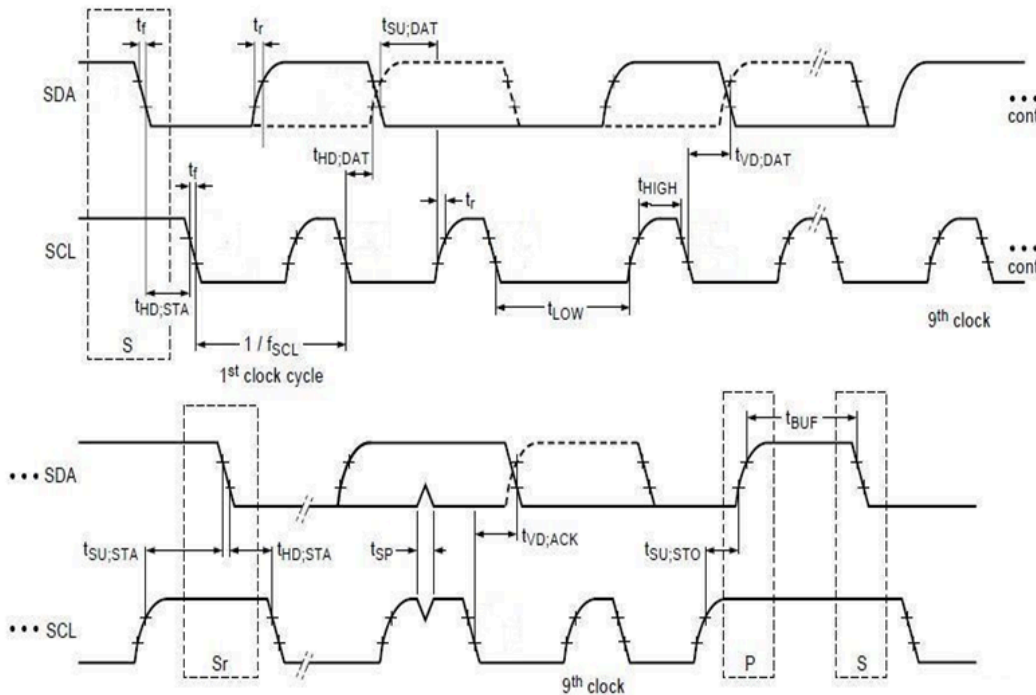 tf
tr
tSU;DAT
SDA
••• cont
tHD;DAT
tVD;DAT
tf
tr
tHIGH
SCL
••• cont
tHD;STA
tLOW
9th clock
S
1 / fSCL
1st clock cycle
tBUF
••• SDA
tSU;STA
tHD;STA
tSP
tVD;ACK
tSU;STO
••• SCL
Sr
P
S
9th clock